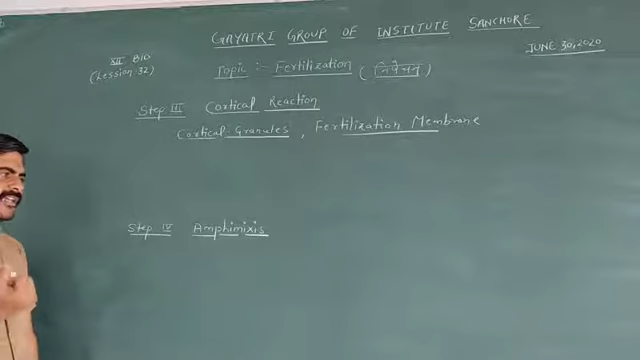 GAYATRI GROUP OF INSTITUTE SANCHORE
JUNE 30, 2020
XII BIO
(Lession-32)
Topic :- Fertilization (निषेचन)
Step III Cortical Reaction
Cortical-Granules, Fertilization Membrane
Step IV Amphimixis